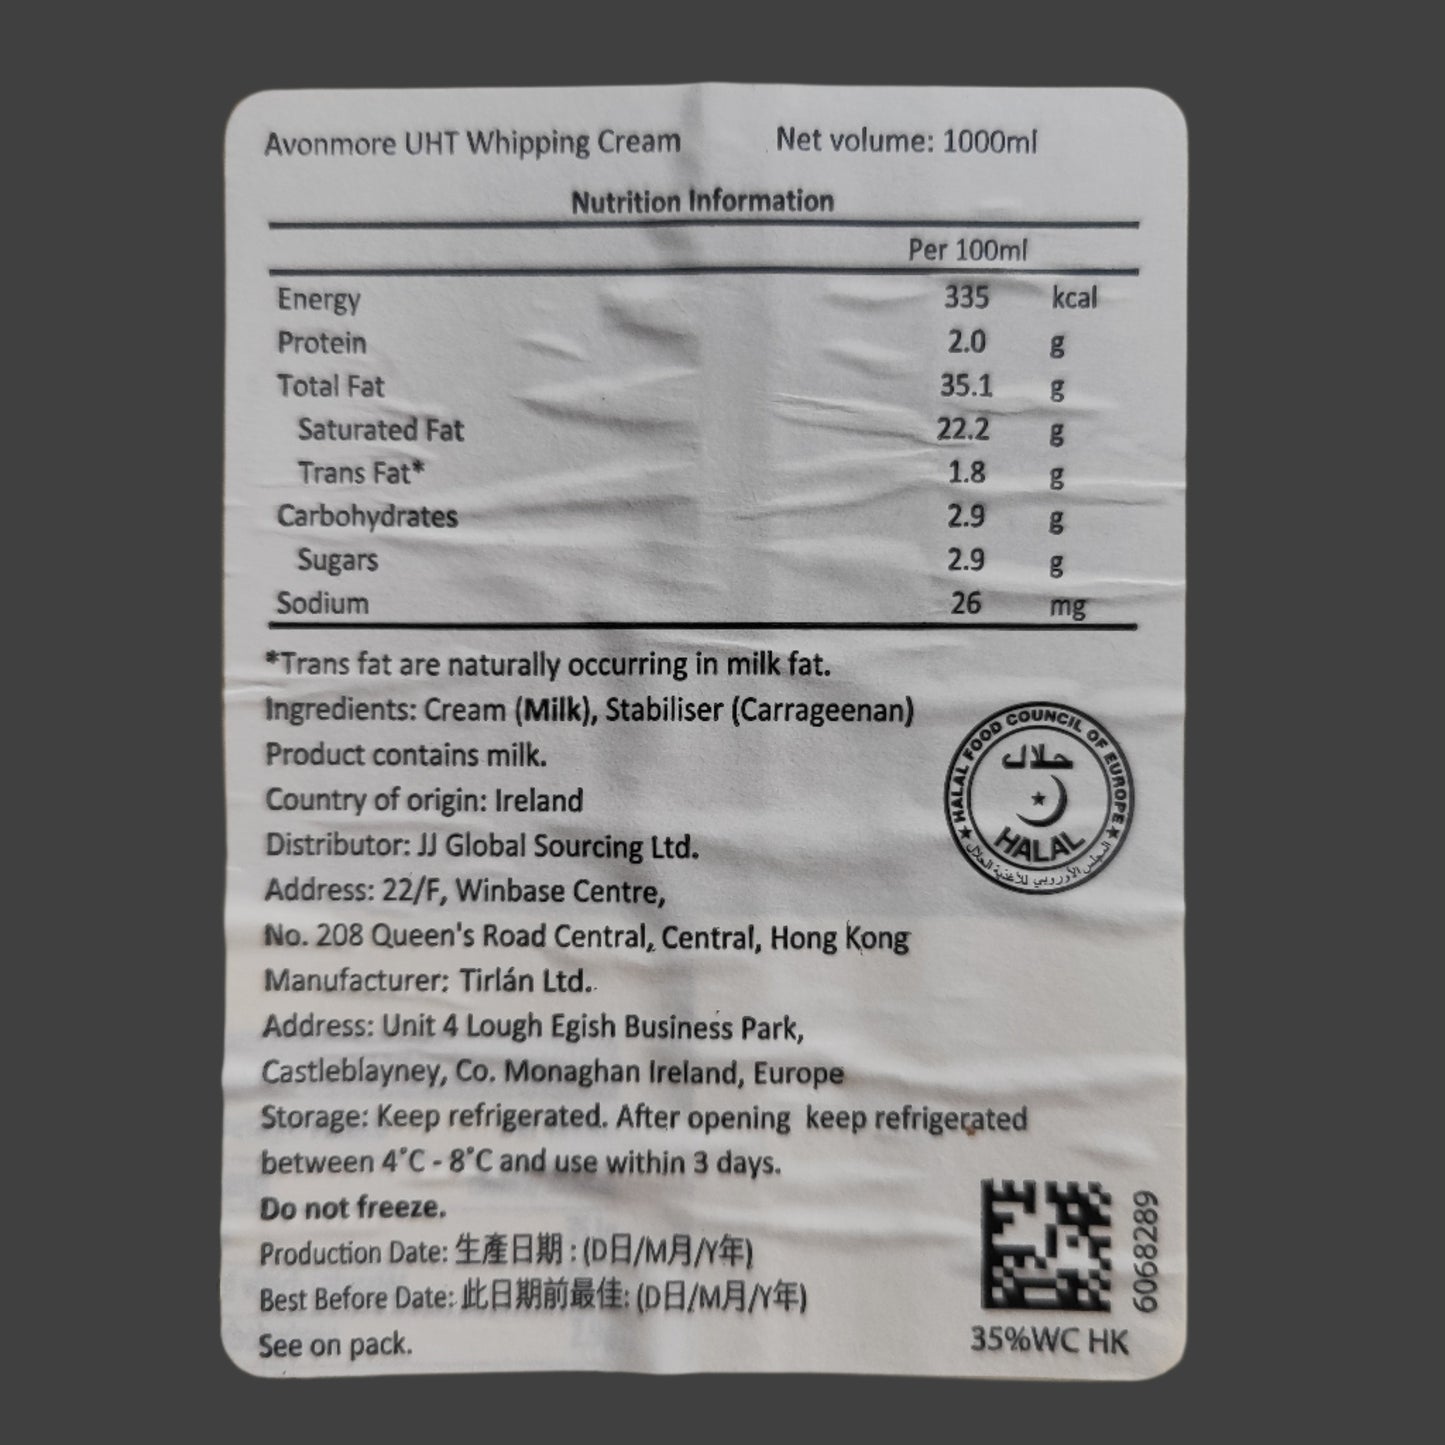 Avonmore UHT Whipping Cream Net volume: 1000ml
Nutrition Information
Per 100ml
Energy 335 kcal
Protein 2.0 g
Total Fat 35.1 g
Saturated Fat 22.2 g
Trans Fat* 1.8 g
Carbohydrates 2.9 g
Sugars 2.9 g
Sodium 26 mg
*Trans fat are naturally occurring in milk fat.
Ingredients: Cream (Milk), Stabiliser (Carrageenan)
Product contains milk.
Country of origin: Ireland
Distributor: JJ Global Sourcing Ltd.
Address: 22/F, Winbase Centre,
No. 208 Queen's Road Central, Central, Hong Kong
Manufacturer: Tirlán Ltd.
Address: Unit 4 Lough Egish Business Park,
Castleblayney, Co. Monaghan Ireland, Europe
Storage: Keep refrigerated. After opening keep refrigerated
between 4°C - 8°C and use within 3 days.
Do not freeze.
Production Date: 生產日期 : (D日/M月/Y年)
Best Before Date: 此日期前最佳: (D日/M月/Y年)
See on pack.
HALAL FOOD COUNCIL OF EUROPE
حلال
HALAL
المجلس الأوروبي للأغذية الحلال
6068289
35%WC HK